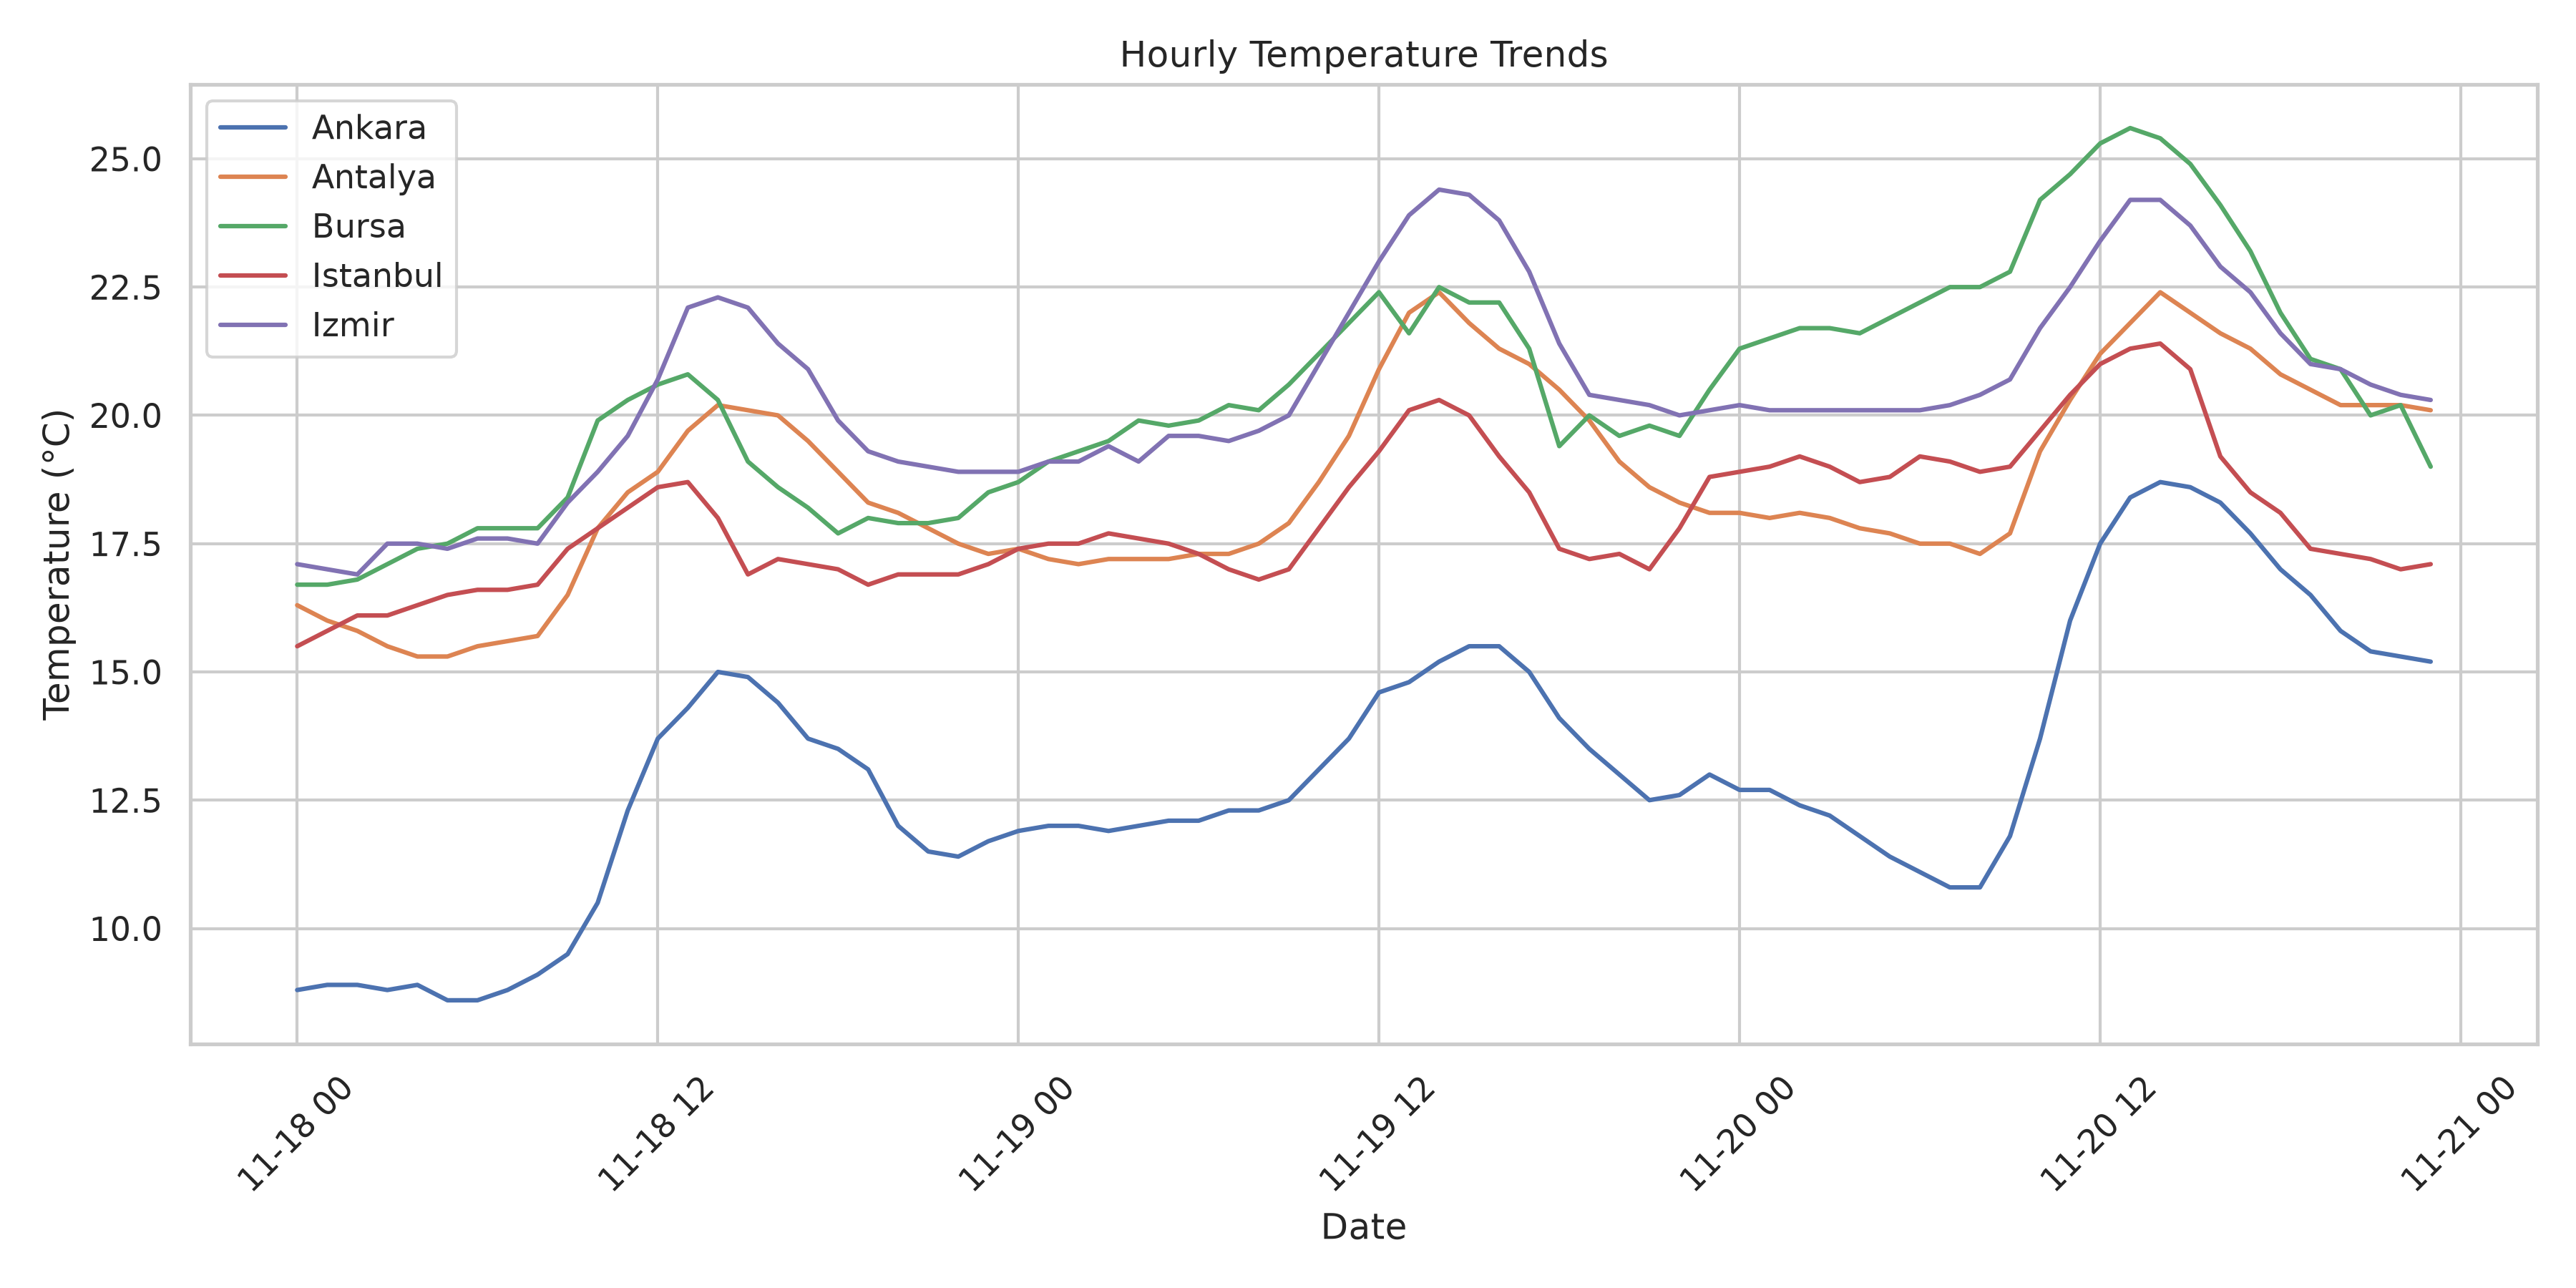 Hourly Temperature Trends
Ankara
Antalya
Bursa
Istanbul
Izmir
Temperature (°C)
25.0
22.5
20.0
17.5
15.0
12.5
10.0
11-18 00
11-18 12
11-19 00
11-19 12
11-20 00
11-20 12
11-21 00
Date